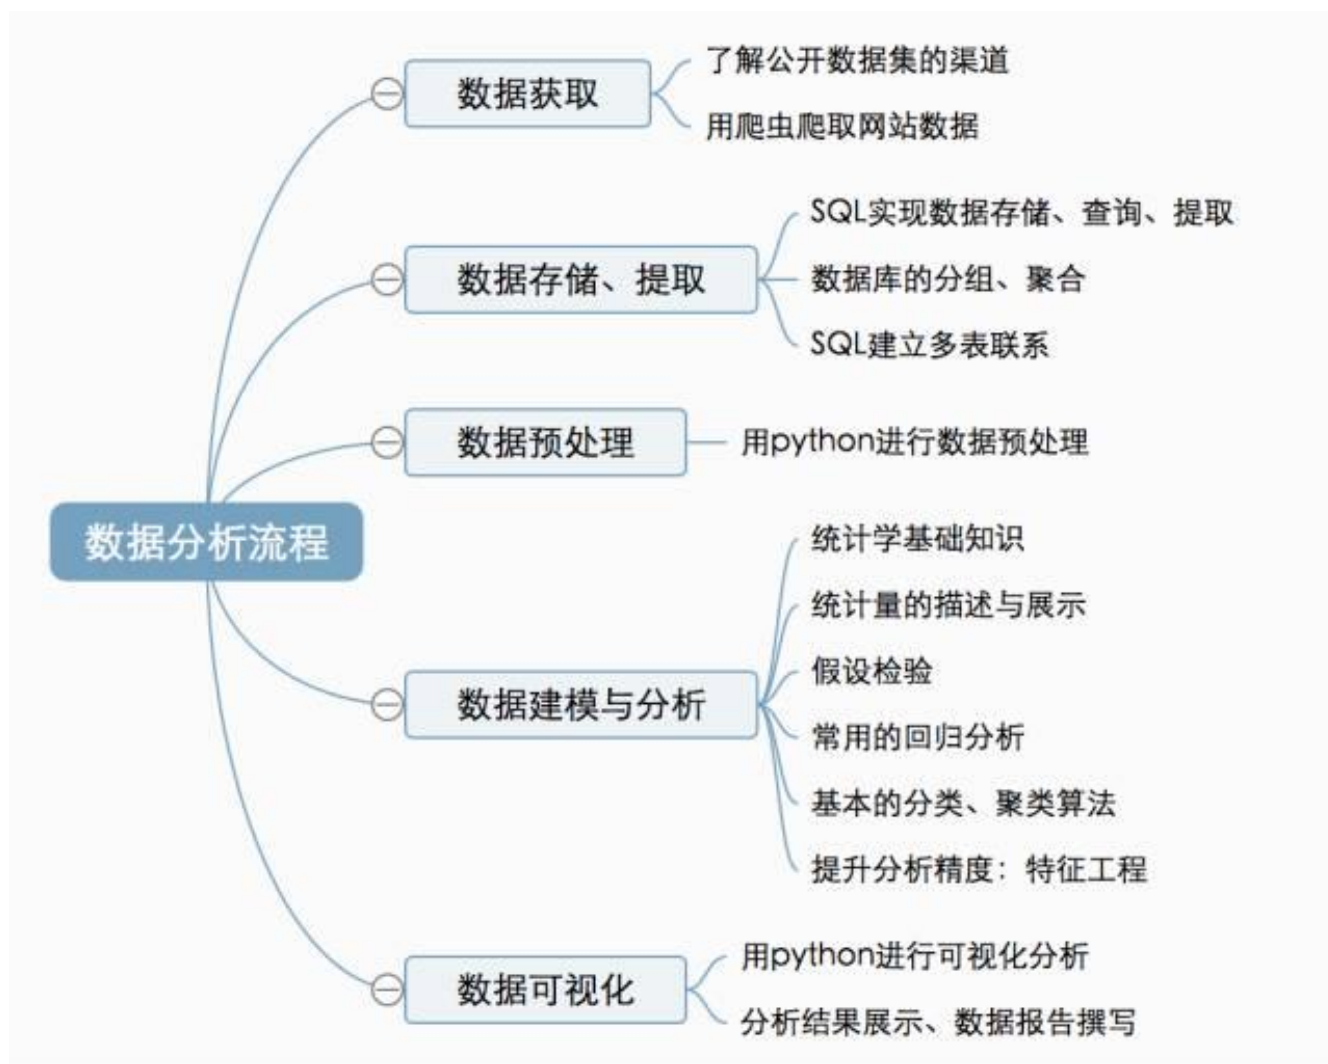 数据分析流程
数据获取
了解公开数据集的渠道
用爬虫爬取网站数据
数据存储、提取
SQL实现数据存储、查询、提取
数据库的分组、聚合
SQL建立多表联系
数据预处理
用python进行数据预处理
数据建模与分析
统计学基础知识
统计量的描述与展示
假设检验
常用的回归分析
基本的分类、聚类算法
提升分析精度：特征工程
数据可视化
用python进行可视化分析
分析结果展示、数据报告撰写